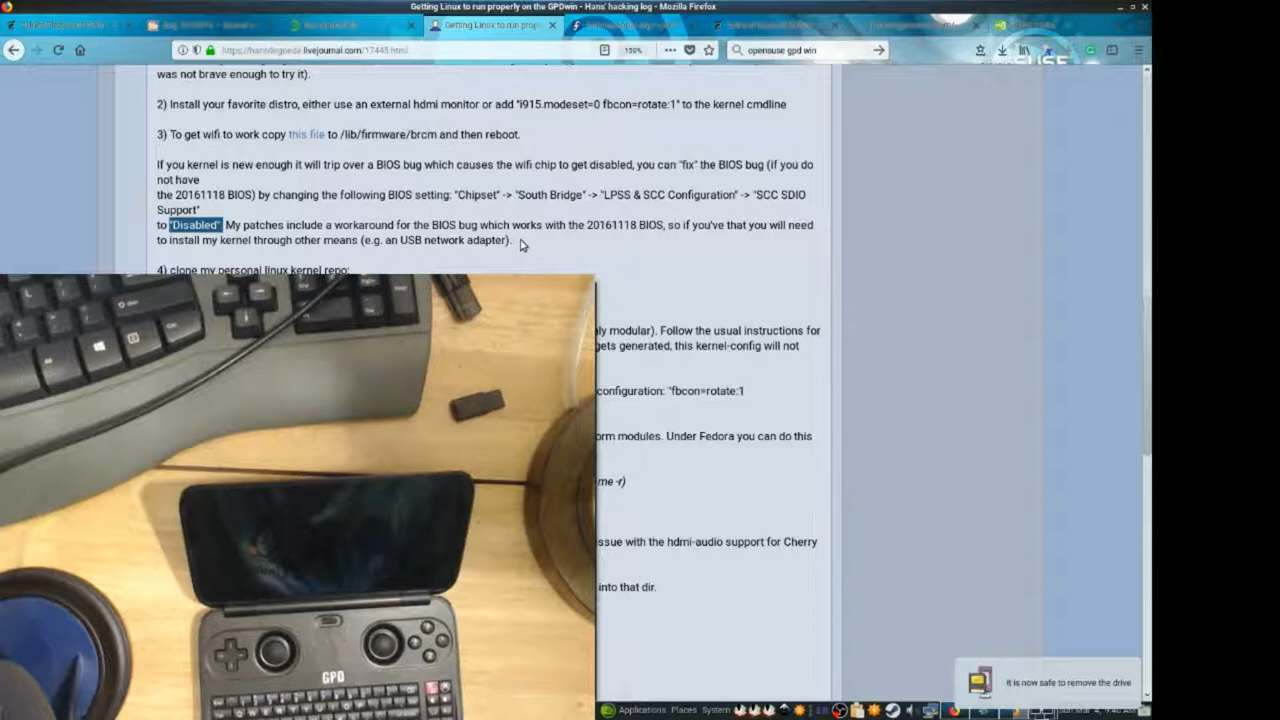 Getting Linux to run properly on the GPDwin - Hans' hacking log - Mozilla Firefox
Getting Linux to run prop
https://hansdegoede.livejournal.com/17445.html
150%
opensuse gpd win
was not brave enough to try it).
2) Install your favorite distro, either use an external hdmi monitor or add "i915.modeset=0 fbcon=rotate:1" to the kernel cmdline
3) To get wifi to work copy this file to /lib/firmware/brcm and then reboot.
If you kernel is new enough it will trip over a BIOS bug which causes the wifi chip to get disabled, you can "fix" the BIOS bug (if you do
not have
the 20161118 BIOS) by changing the following BIOS setting: "Chipset" -> "South Bridge" -> "LPSS & SCC Configuration" -> "SCC SDIO
Support"
to "Disabled". My patches include a workaround for the BIOS bug which works with the 20161118 BIOS, so if you've that you will need
to install my kernel through other means (e.g. an USB network adapter).
4) clone my personal linux kernel repo:
ly modular). Follow the usual instructions for
gets generated, this kernel-config will not
configuration: "fbcon=rotate:1
orm modules. Under Fedora you can do this
me -r)
ssue with the hdmi-audio support for Cherry
into that dir.
GPD
It is now safe to remove the drive
Applications Places System